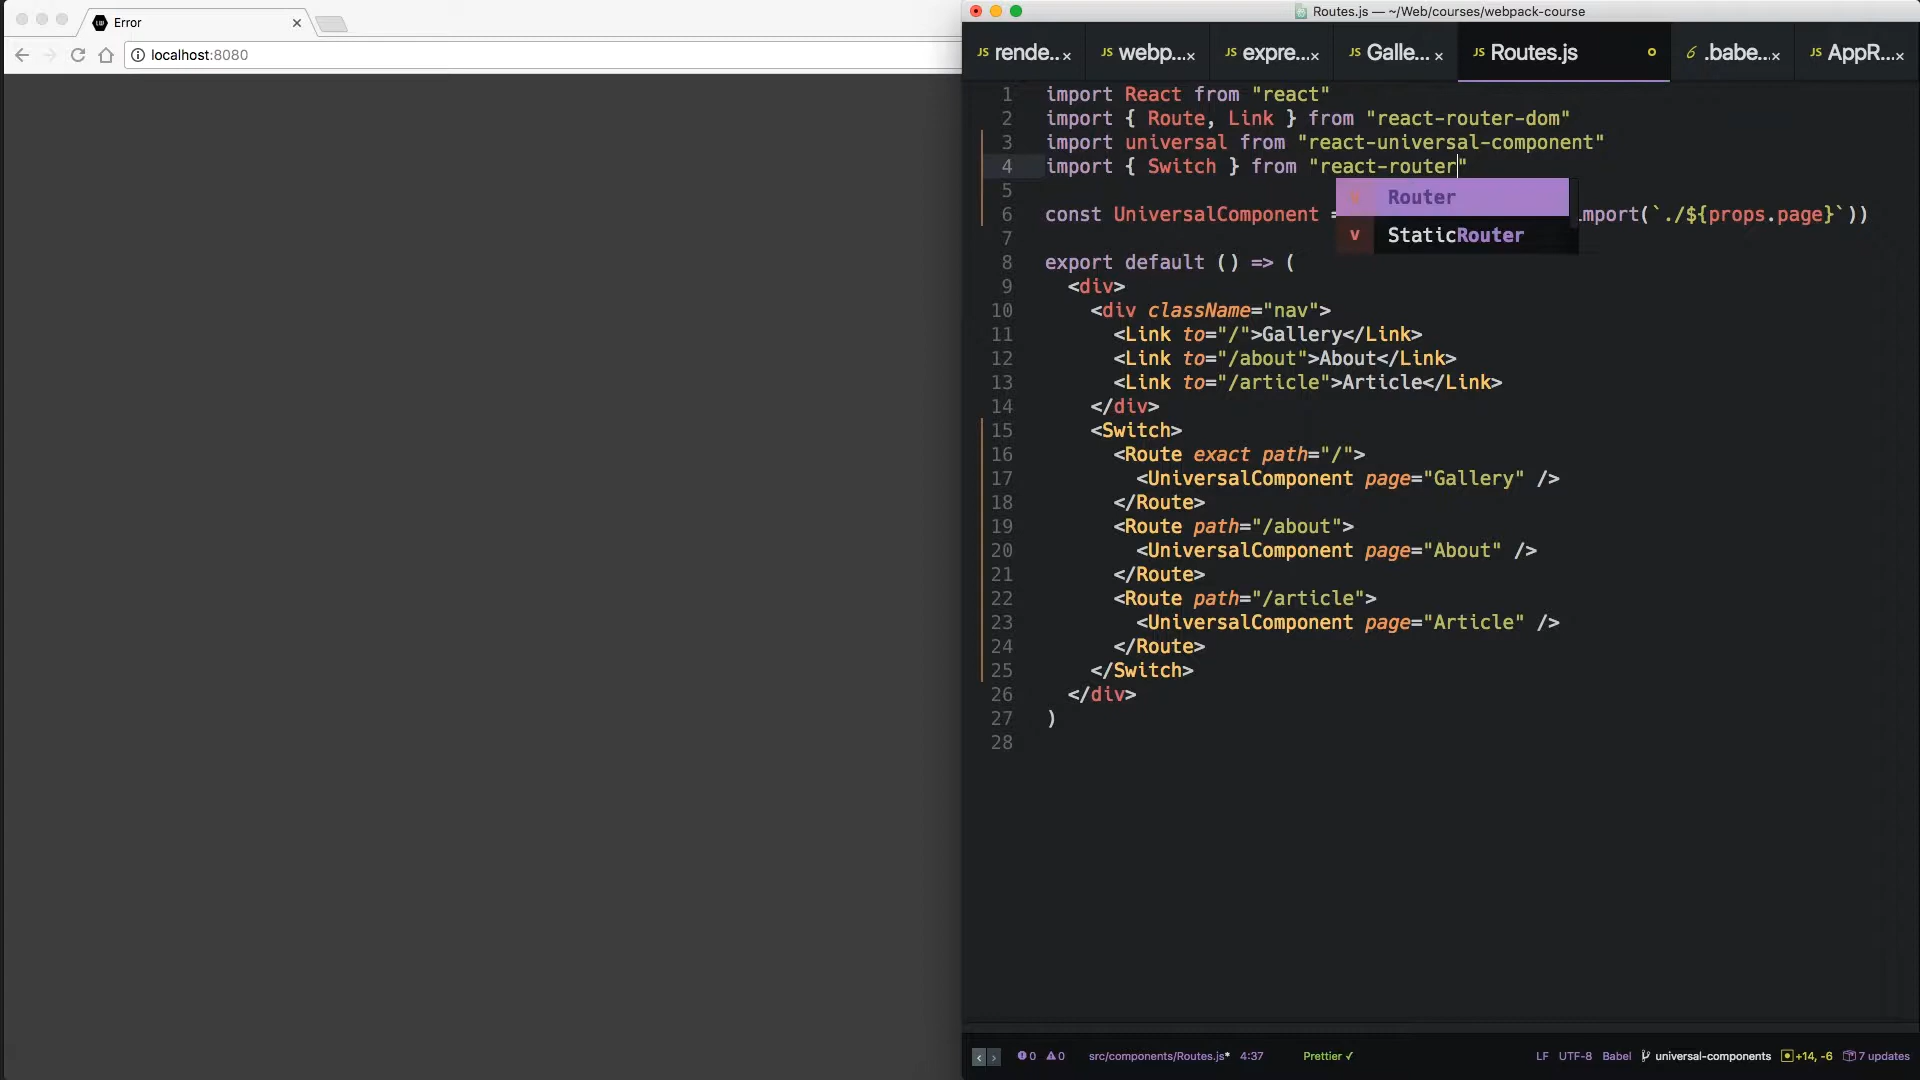 Error
localhost:8080
Routes.js — ~/Web/courses/webpack-course
JS rende... × JS webp... × JS expre... × JS Galle... × JS Routes.js .babe... × JS AppR... ×
1 import React from "react"
2 import { Route, Link } from "react-router-dom"
3 import universal from "react-universal-component"
4 import { Switch } from "react-router"
Router
5
6 const UniversalComponent = mport(`./${props.page}`))
v StaticRouter
7
8 export default () => (
9 <div>
10 <div className="nav">
11 <Link to="/">Gallery</Link>
12 <Link to="/about">About</Link>
13 <Link to="/article">Article</Link>
14 </div>
15 <Switch>
16 <Route exact path="/">
17 <UniversalComponent page="Gallery" />
18 </Route>
19 <Route path="/about">
20 <UniversalComponent page="About" />
21 </Route>
22 <Route path="/article">
23 <UniversalComponent page="Article" />
24 </Route>
25 </Switch>
26 </div>
27 )
28
0 0 src/components/Routes.js* 4:37 Prettier ✓ LF UTF-8 Babel universal-components +14, -6 7 updates